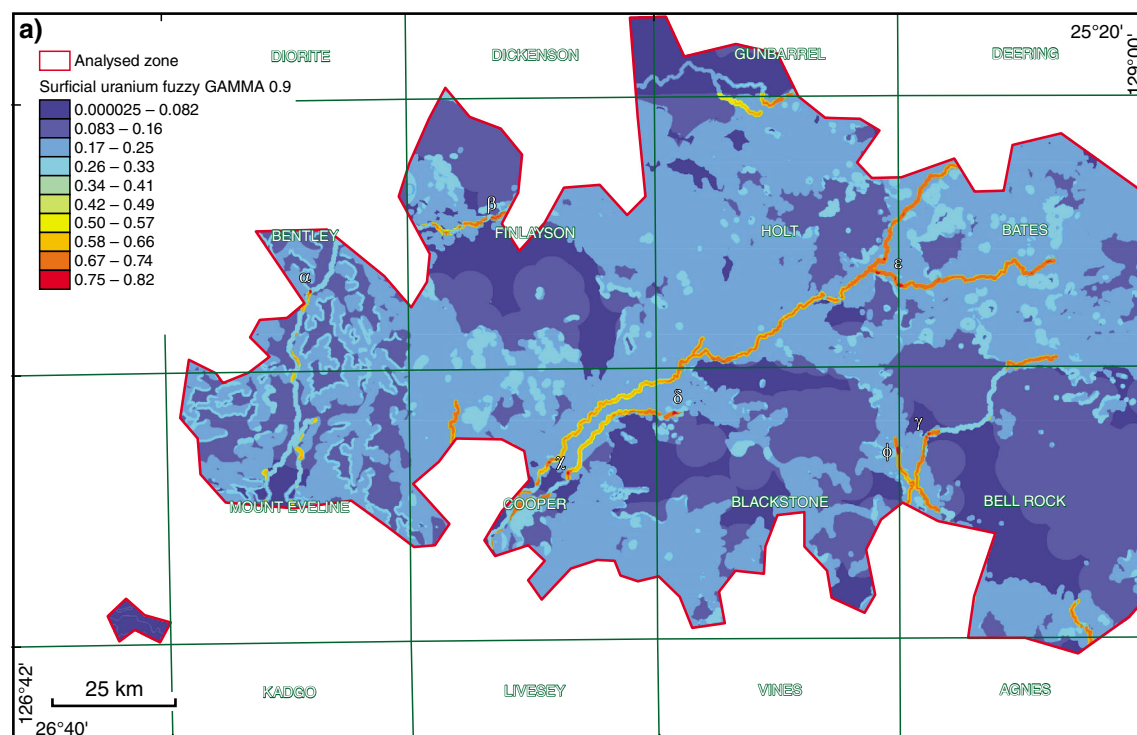 a)
DIORITE
DICKENSON
GUNBARREL
DEERING
25°20'
129°00'
Analysed zone
Surficial uranium fuzzy GAMMA 0.9
0.000025 – 0.082
0.083 – 0.16
0.17 – 0.25
0.26 – 0.33
0.34 – 0.41
0.42 – 0.49
0.50 – 0.57
0.58 – 0.66
0.67 – 0.74
0.75 – 0.82
β
BENTLEY
FINLAYSON
HOLT
BATES
α
ε
δ
γ
ϕ
χ
MOUNT EVELINE
COOPER
BLACKSTONE
BELL ROCK
126°42'
25 km
KADGO
LIVESEY
VINES
AGNES
26°40'